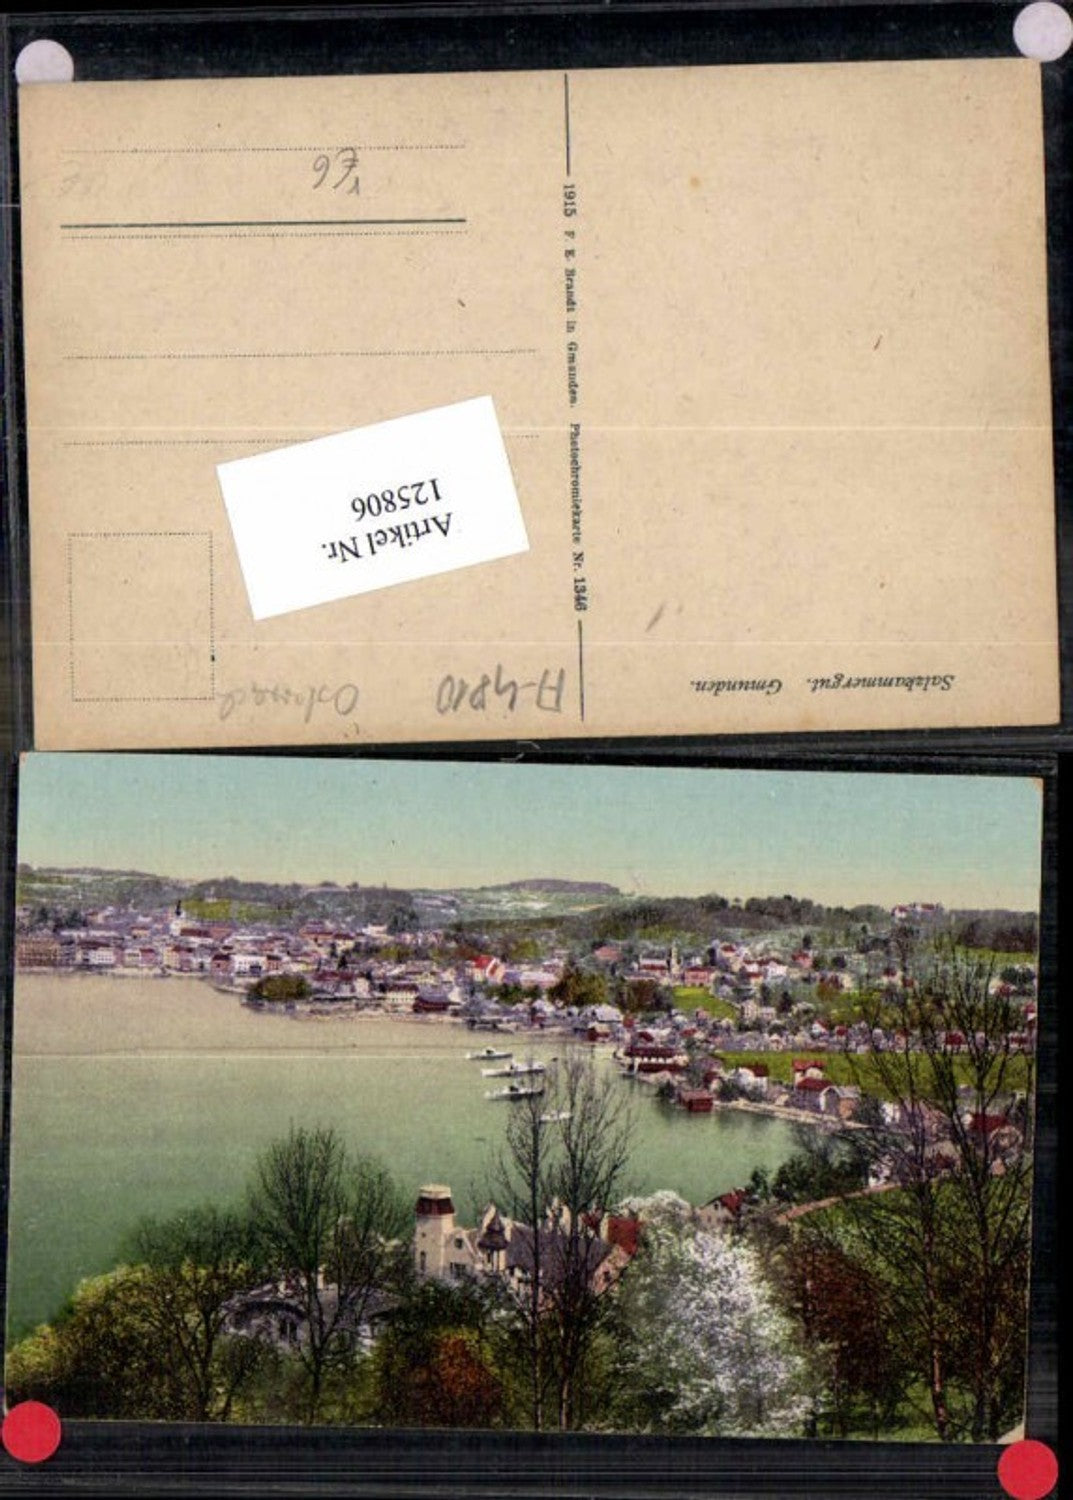 Salzkammergut. Gmunden.
1915 F. E. Brandt in Gmunden. Photochromiekarte Nr. 1346
A-4810
Artikel Nr.
125806